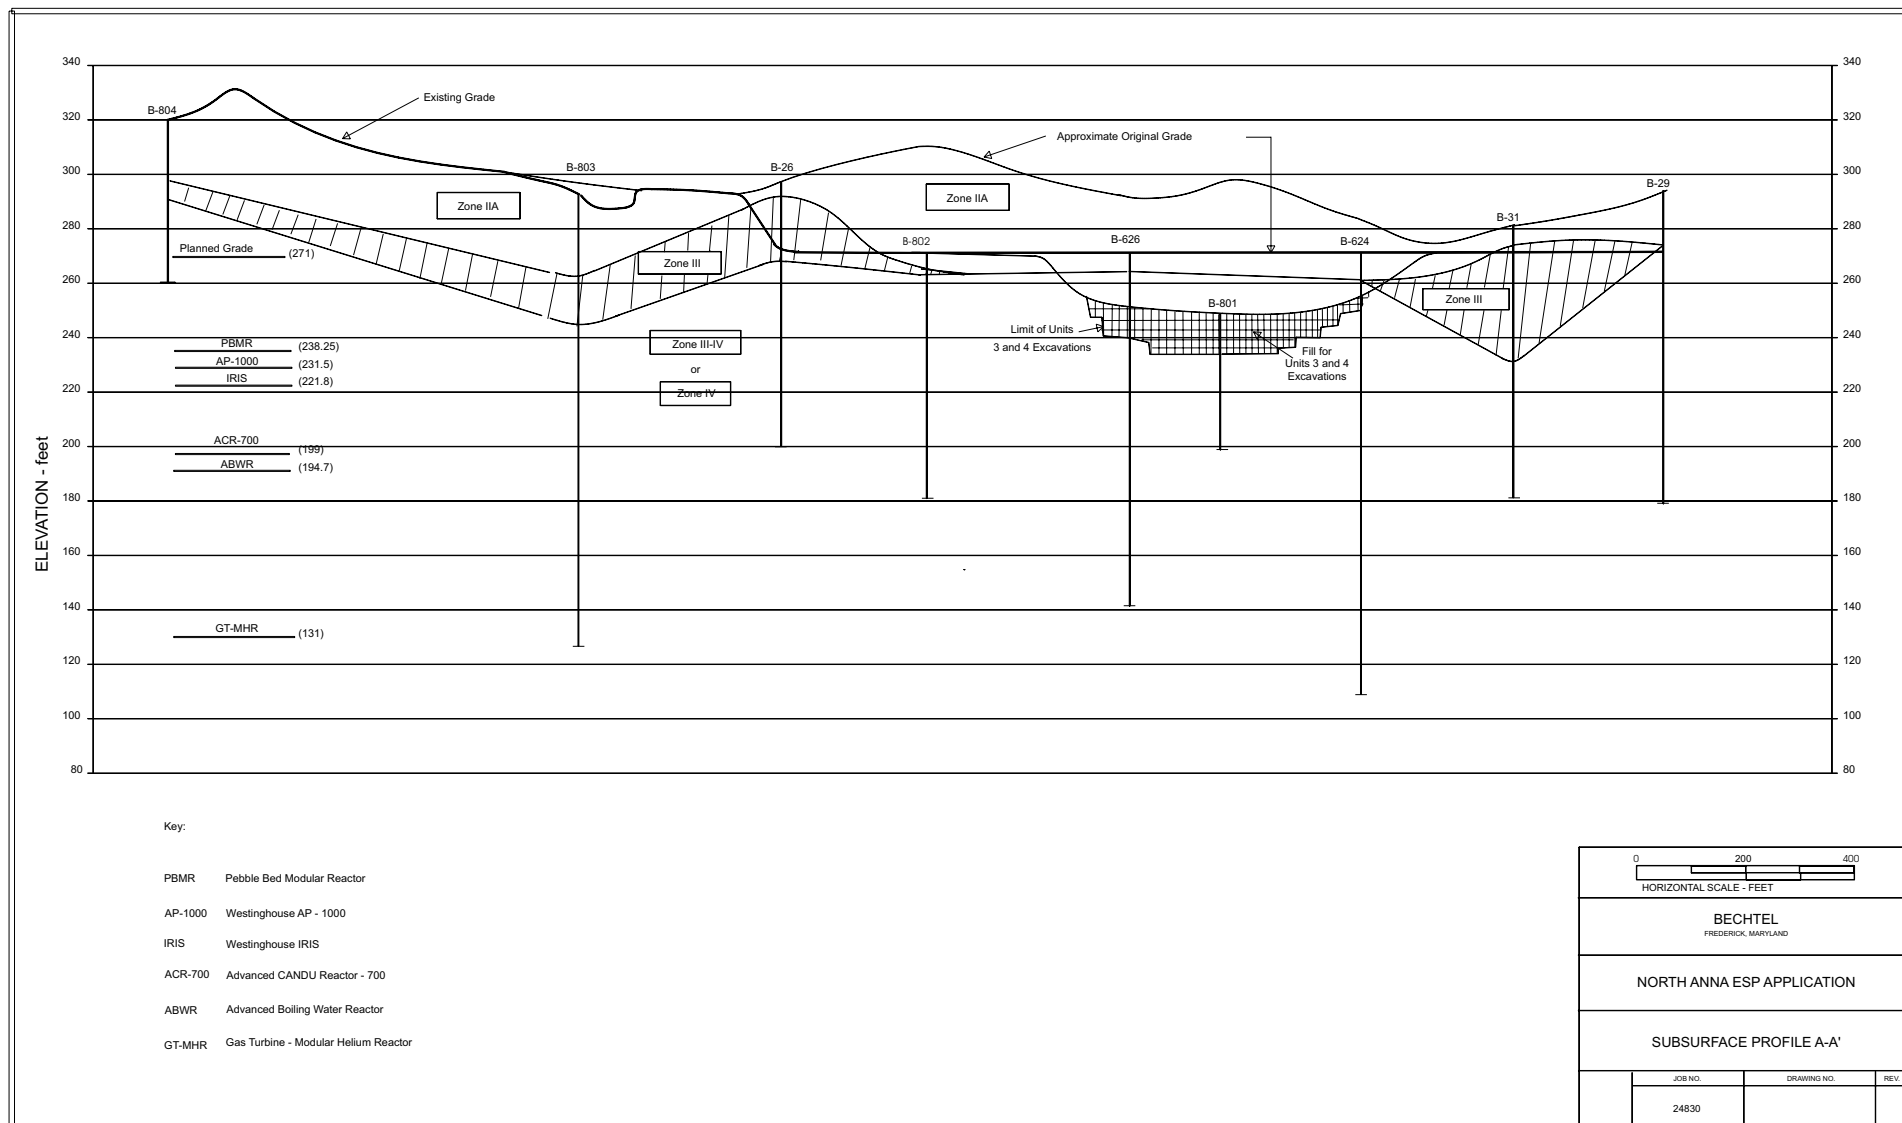 340
340
Existing Grade
B-804
320
320
Approximate Original Grade
B-803
B-26
300
300
B-29
Zone IIA
Zone IIA
B-31
280
280
B-802
B-626
B-624
Planned Grade
(271)
Zone III
260
260
Zone III
B-801
Limit of Units
3 and 4 Excavations
240
240
PBMR
(238.25)
Zone III-IV
Fill for
Units 3 and 4
Excavations
AP-1000
(231.5)
or
IRIS
(221.8)
220
220
Zone IV
ACR-700
(199)
200
200
ABWR
(194.7)
ELEVATION - feet
180
180
160
160
140
140
GT-MHR
(131)
120
120
100
100
80
80
Key:
PBMR Pebble Bed Modular Reactor
AP-1000 Westinghouse AP - 1000
IRIS Westinghouse IRIS
ACR-700 Advanced CANDU Reactor - 700
ABWR Advanced Boiling Water Reactor
GT-MHR Gas Turbine - Modular Helium Reactor
0 200 400
HORIZONTAL SCALE - FEET
BECHTEL
FREDERICK, MARYLAND
NORTH ANNA ESP APPLICATION
SUBSURFACE PROFILE A-A'
JOB NO. DRAWING NO. REV.
24830